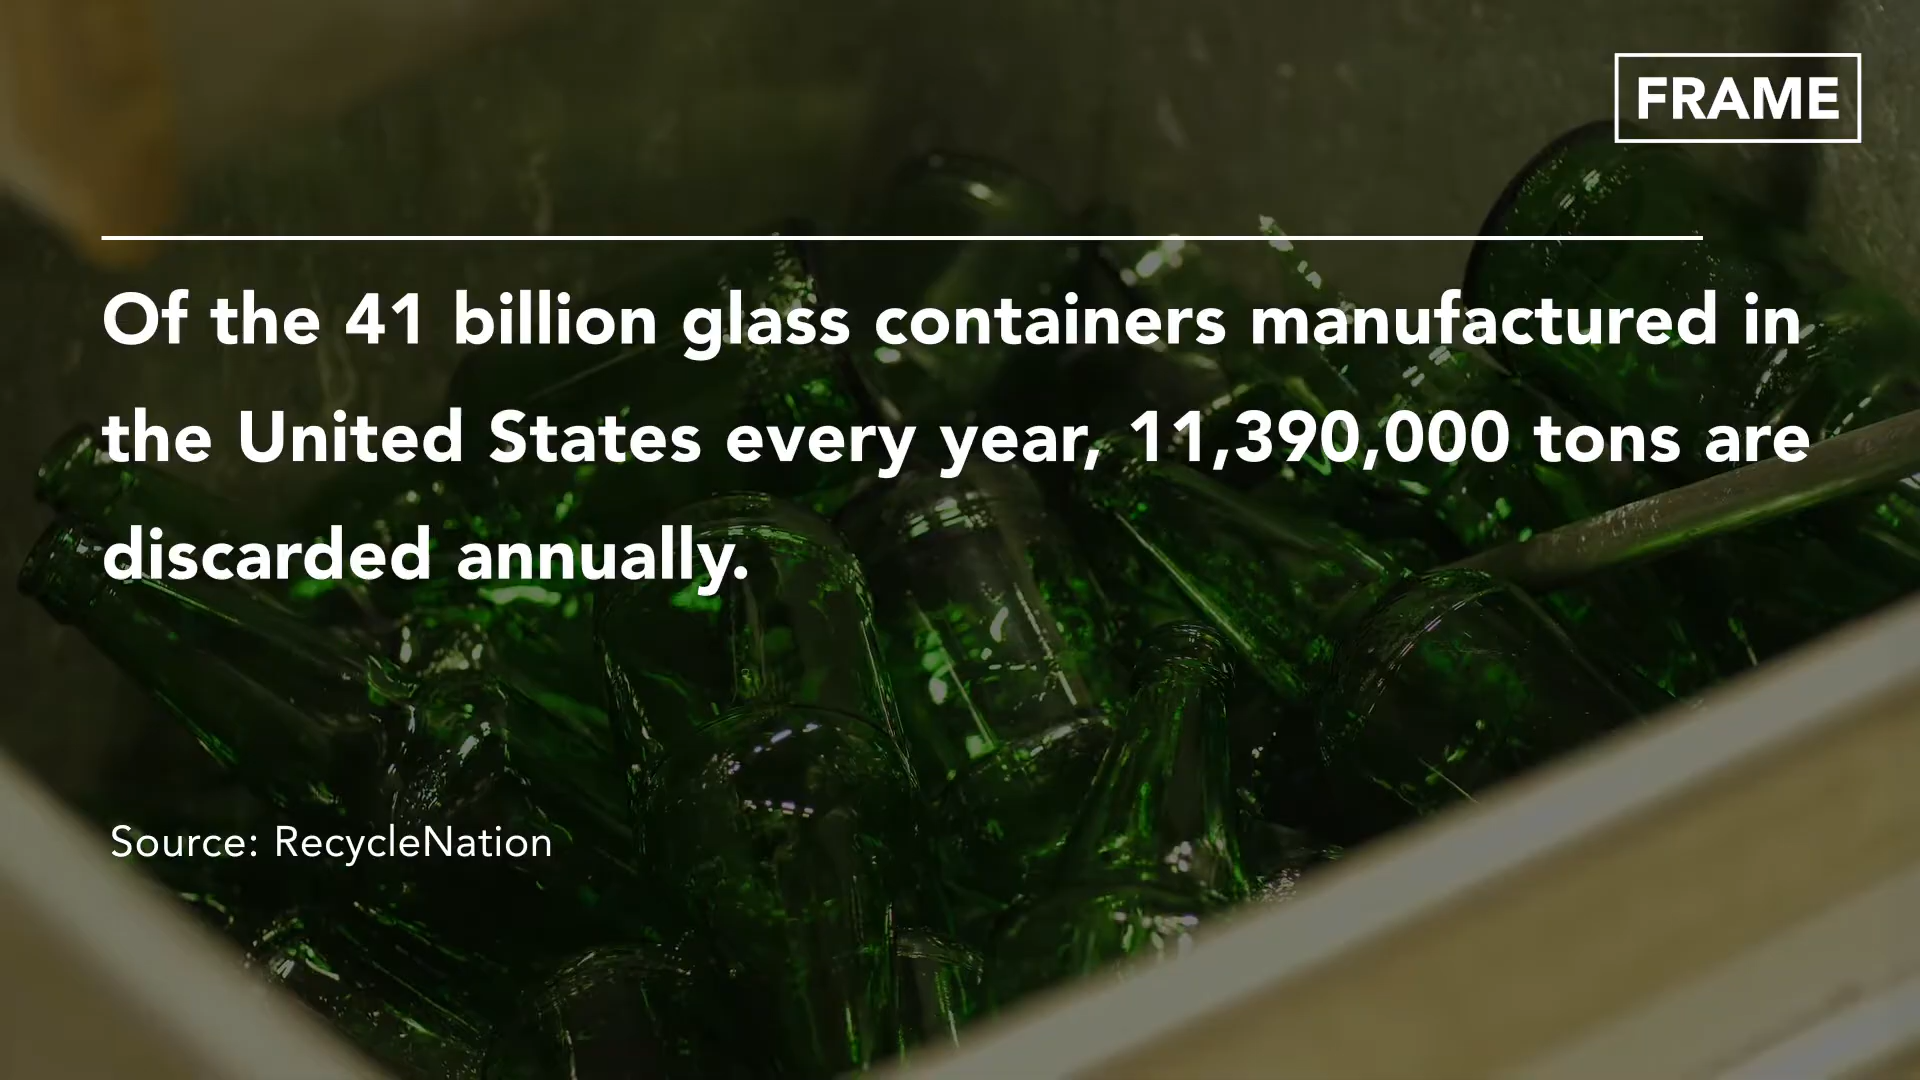 FRAME
Of the 41 billion glass containers manufactured in
the United States every year, 11,390,000 tons are
discarded annually.
Source: RecycleNation